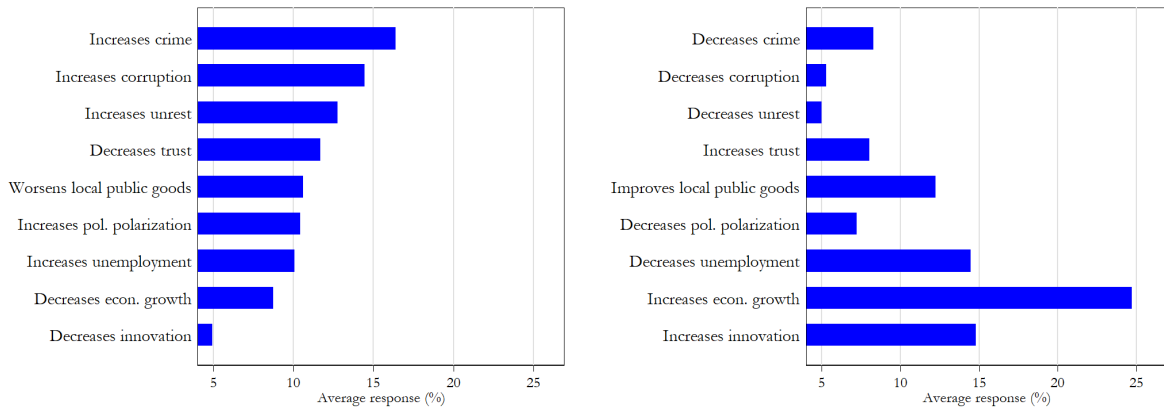 Increases crime
Increases corruption
Increases unrest
Decreases trust
Worsens local public goods
Increases pol. polarization
Increases unemployment
Decreases econ. growth
Decreases innovation
5 10 15 20 25
Average response (%)
Decreases crime
Decreases corruption
Decreases unrest
Increases trust
Improves local public goods
Decreases pol. polarization
Decreases unemployment
Increases econ. growth
Increases innovation
5 10 15 20 25
Average response (%)